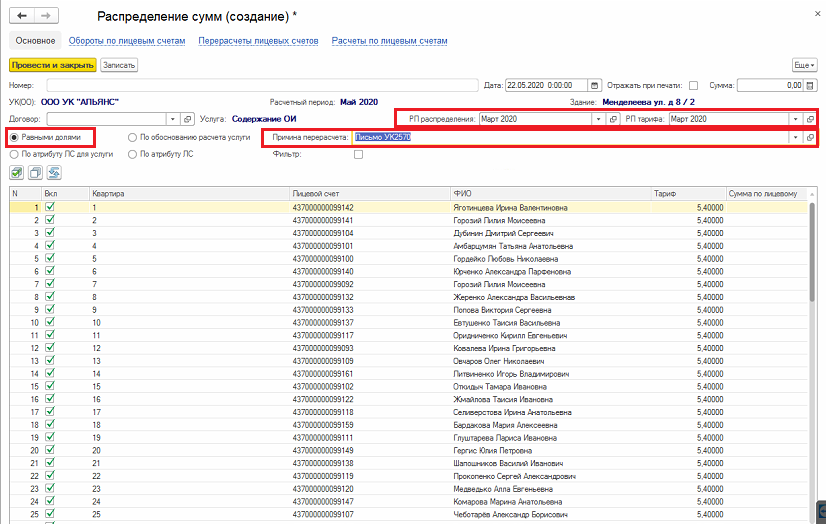 Распределение сумм (создание) *
Основное Обороты по лицевым счетам Перерасчеты лицевых счетов Расчеты по лицевым счетам
Провести и закрыть Записать Еще
Номер: Дата: 22.05.2020 0:00:00 Отражать при печати: Сумма: 0,00
УК(ОО): ООО УК "АЛЬЯНС" Расчетный период: Май 2020 Здание: Менделеева ул. д 8 / 2
Договор: Услуга: Содержание ОИ РП распределения: Март 2020 РП тарифа: Март 2020
Равными долями По обоснованию расчета услуги Причина перерасчета: Письмо УК2570
По атрибуту ЛС для услуги По атрибуту ЛС Фильтр:
N Вкл Квартира Лицевой счет ФИО Тариф Сумма по лицевому
1 1 437000000099142 Яготинцева Ирина Валентиновна 5,40000
2 2 437000000099141 Горозий Лилия Моисеевна 5,40000
3 3 437000000099104 Дубинин Дмитрий Сергеевич 5,40000
4 4 437000000099101 Амбарцумян Татьяна Анатольевна 5,40000
5 5 437000000099100 Гордейко Любовь Николаевна 5,40000
6 6 437000000099140 Юрченко Александра Парфеновна 5,40000
7 7 437000000099092 Горозий Лилия Моисеевна 5,40000
8 8 437000000099132 Жеренко Александра Васильевнав 5,40000
9 9 437000000099133 Попова Виктория Сергеевна 5,40000
10 10 437000000099137 Евтушенко Таисия Васильевна 5,40000
11 11 437000000099117 Оридниченко Кирилл Евгеньевич 5,40000
12 12 437000000099093 Ковалева Ирина Григорьевна 5,40000
13 13 437000000099109 Овчаров Олег Николаевич 5,40000
14 14 437000000099161 Литвиненко Игорь Владимирович 5,40000
15 15 437000000099102 Откидыч Тамара Ивановна 5,40000
16 16 437000000099122 Жмайлова Таисия Ивановна 5,40000
17 17 437000000099118 Селиверстова Ирина Анатольевна 5,40000
18 18 437000000099159 Бардакова Мария Алексеевна 5,40000
19 19 437000000099111 Глуштарева Лариса Ивановна 5,40000
20 20 437000000099149 Гергис Юлия Петровна 5,40000
21 21 437000000099138 Шапошников Василий Иванович 5,40000
22 22 437000000099119 Прокопенко Сергей Александрович 5,40000
23 23 437000000099120 Медведько Алла Евгеньевна 5,40000
24 24 437000000099147 Комарова Марина Анатольевна 5,40000
25 25 437000000099107 Чеботарёв Александр Борисович 5,40000